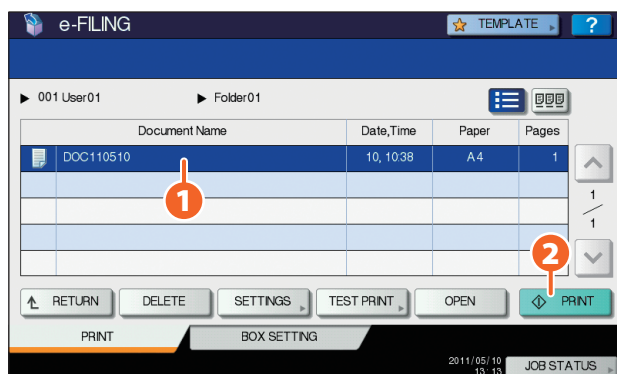 e-FILING
TEMPLATE
?
001 User01 Folder01
Document Name Date,Time Paper Pages
DOC110510 10, 10:38 A4 1
1
1
1
2
RETURN DELETE SETTINGS TEST PRINT OPEN PRINT
PRINT BOX SETTING
2011/05/10
13:13
JOB STATUS